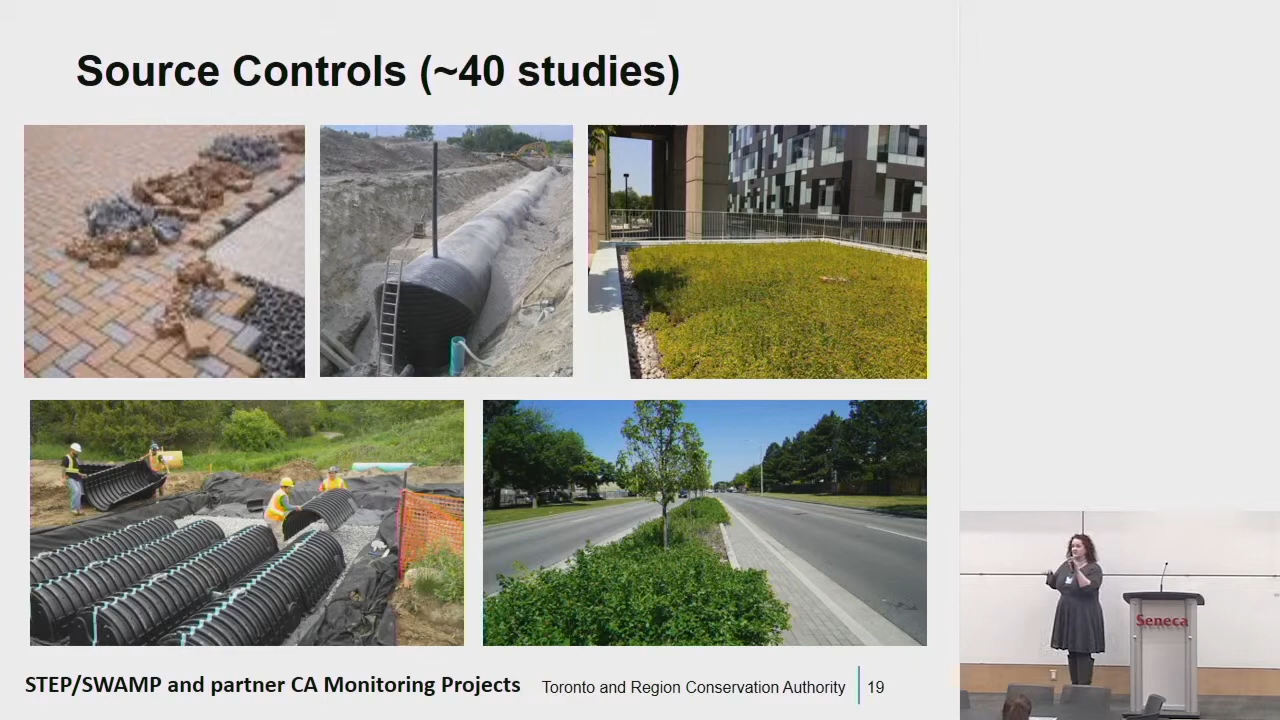 Source Controls (~40 studies)
STEP/SWAMP and partner CA Monitoring Projects
Toronto and Region Conservation Authority
19
Seneca